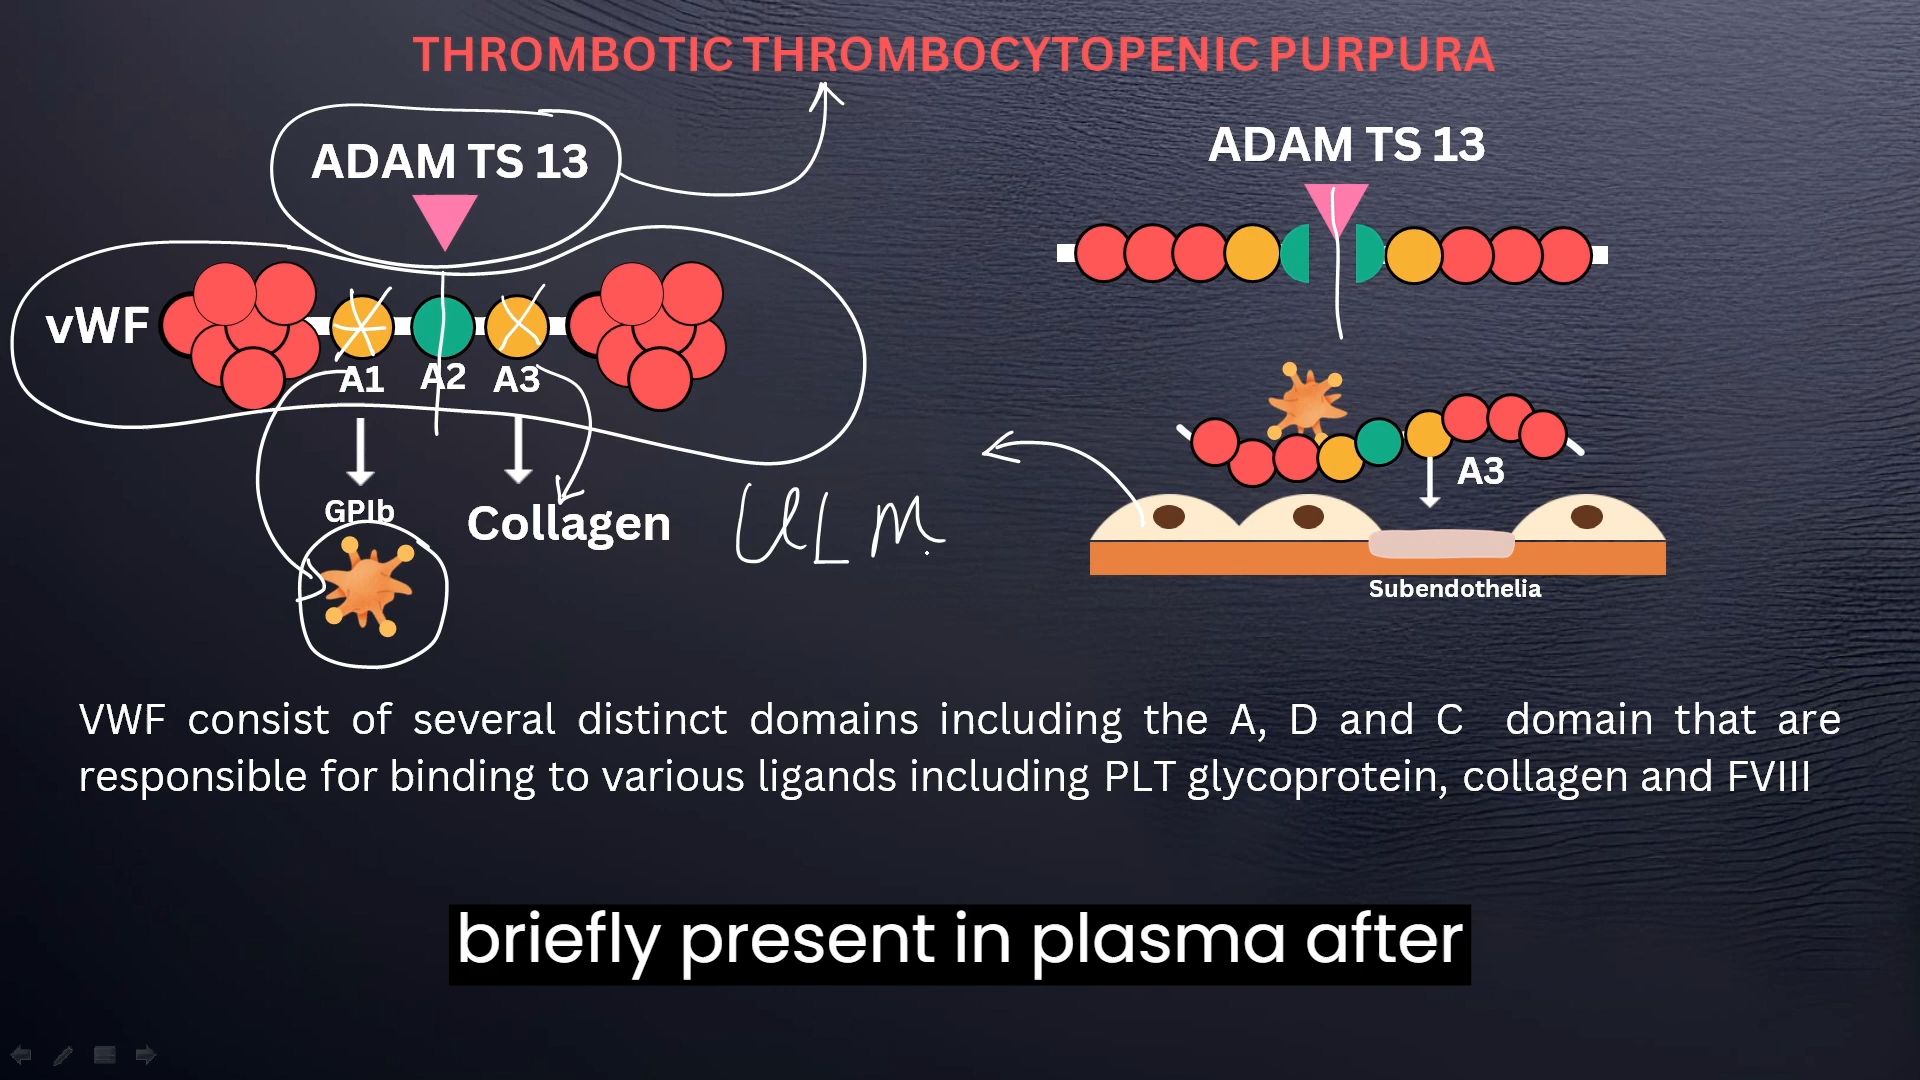 THROMBOTIC THROMBOCYTOPENIC PURPURA
ADAM TS 13
vWF
A1 A2 A3
GPIb
Collagen
ULM
ADAM TS 13
A3
Subendothelia
VWF consist of several distinct domains including the A, D and C domain that are
responsible for binding to various ligands including PLT glycoprotein, collagen and FVIII
briefly present in plasma after